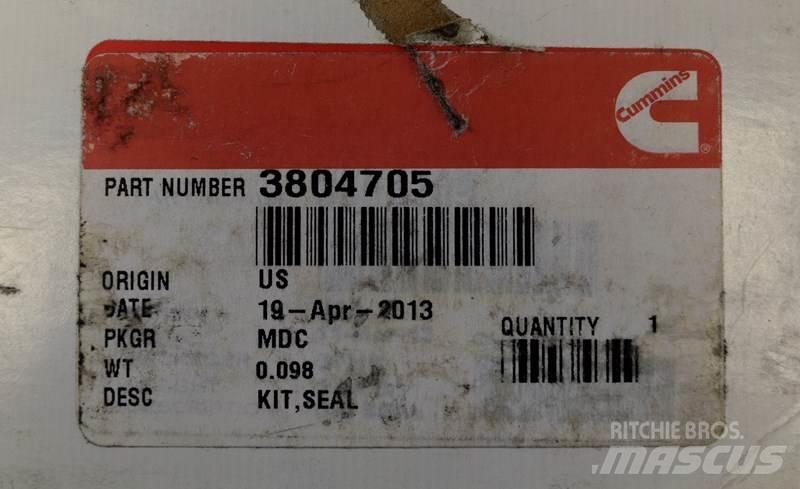 Cummins
®
PART NUMBER 3804705
ORIGIN US
DATE 19-Apr-2013
PKGR MDC
QUANTITY 1
WT 0.098
DESC KIT,SEAL
RITCHIE BROS.
MASCUS